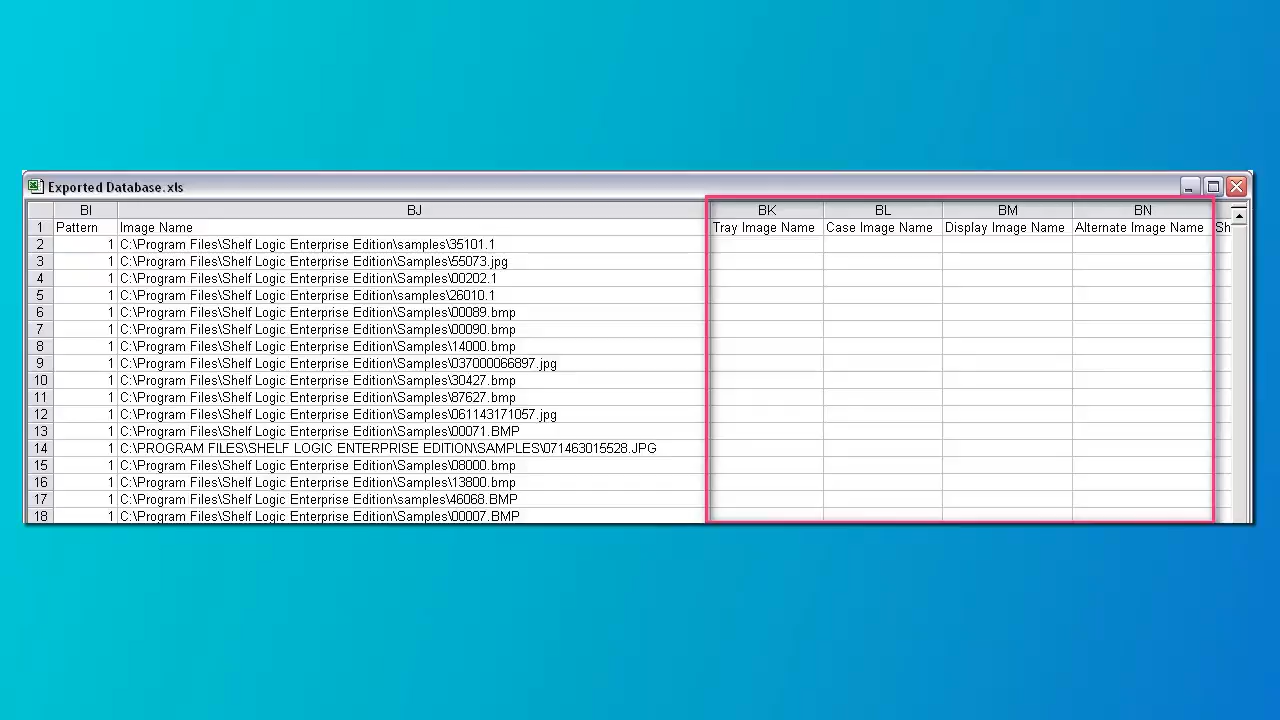 Exported Database.xls
BI BJ BK BL BM BN
1 Pattern Image Name Tray Image Name Case Image Name Display Image Name Alternate Image Name Sh
2 1 C:\Program Files\Shelf Logic Enterprise Edition\samples\35101.1
3 1 C:\Program Files\Shelf Logic Enterprise Edition\Samples\55073.jpg
4 1 C:\Program Files\Shelf Logic Enterprise Edition\Samples\00202.1
5 1 C:\Program Files\Shelf Logic Enterprise Edition\samples\26010.1
6 1 C:\Program Files\Shelf Logic Enterprise Edition\Samples\00089.bmp
7 1 C:\Program Files\Shelf Logic Enterprise Edition\Samples\00090.bmp
8 1 C:\Program Files\Shelf Logic Enterprise Edition\Samples\14000.bmp
9 1 C:\Program Files\Shelf Logic Enterprise Edition\Samples\037000066897.jpg
10 1 C:\Program Files\Shelf Logic Enterprise Edition\Samples\30427.bmp
11 1 C:\Program Files\Shelf Logic Enterprise Edition\Samples\87627.bmp
12 1 C:\Program Files\Shelf Logic Enterprise Edition\Samples\061143171057.jpg
13 1 C:\Program Files\Shelf Logic Enterprise Edition\Samples\00071.BMP
14 1 C:\PROGRAM FILES\SHELF LOGIC ENTERPRISE EDITION\SAMPLES\071463015528.JPG
15 1 C:\Program Files\Shelf Logic Enterprise Edition\Samples\08000.bmp
16 1 C:\Program Files\Shelf Logic Enterprise Edition\Samples\13800.bmp
17 1 C:\Program Files\Shelf Logic Enterprise Edition\samples\46068.BMP
18 1 C:\Program Files\Shelf Logic Enterprise Edition\Samples\00007.BMP